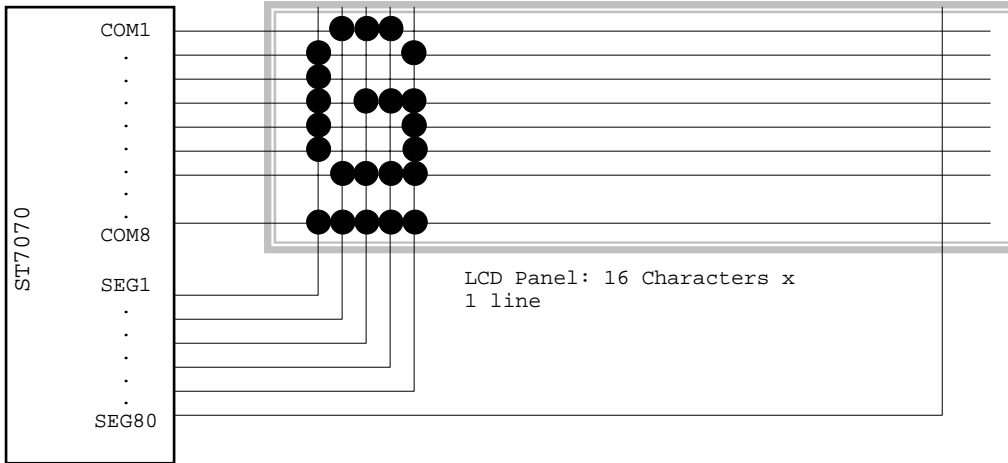 COM1
.
.
.
.
.
.
.
COM8
SEG1
.
.
.
.
.
SEG80
ST7070
LCD Panel: 16 Characters x
1 line